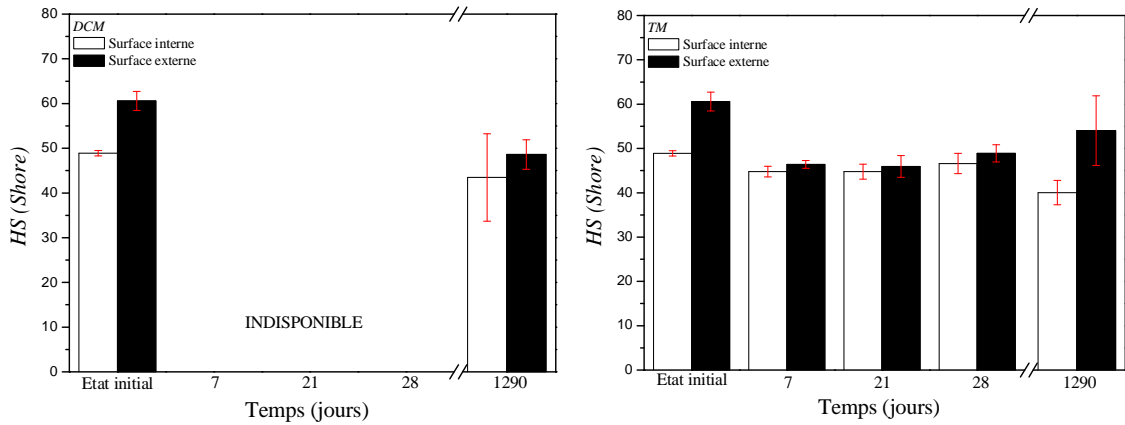 DCM
Surface interne
Surface externe
80
70
60
50
40
30
20
10
0
HS (Shore)
INDISPONIBLE
Etat initial 7 21 28 1290
Temps (jours)
TM
Surface interne
Surface externe
80
70
60
50
40
30
20
10
0
HS (Shore)
Etat initial 7 21 28 1290
Temps (jours)